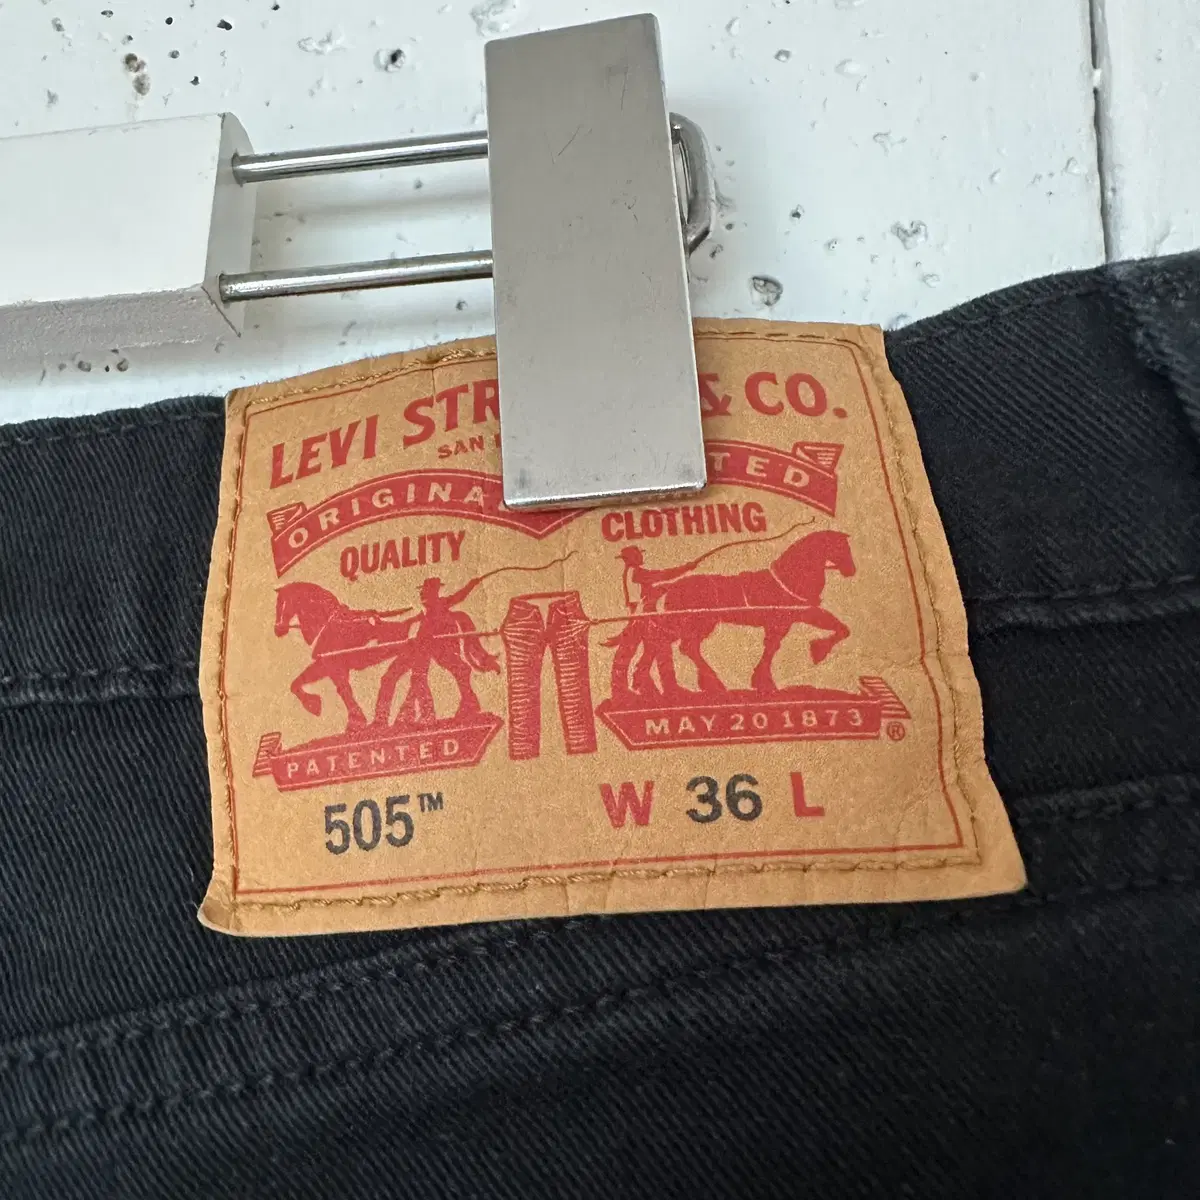 LEVI STR & CO.
SAN
ORIGINA TED
QUALITY CLOTHING
PATENTED MAY 20 1873 ®
505™ W 36 L